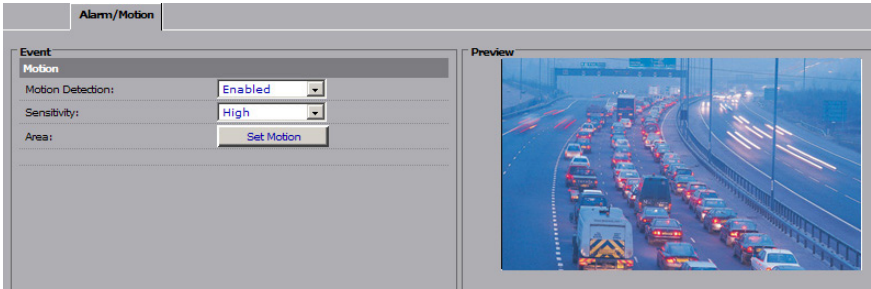 Alarm/Motion
Event
Motion
Motion Detection: Enabled
Sensitivity: High
Area: Set Motion
Preview